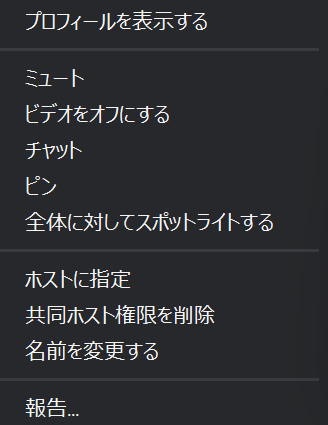 プロフィールを表示する
ミュート
ビデオをオフにする
チャット
ピン
全体に対してスポットライトする
ホストに指定
共同ホスト権限を削除
名前を変更する
報告...